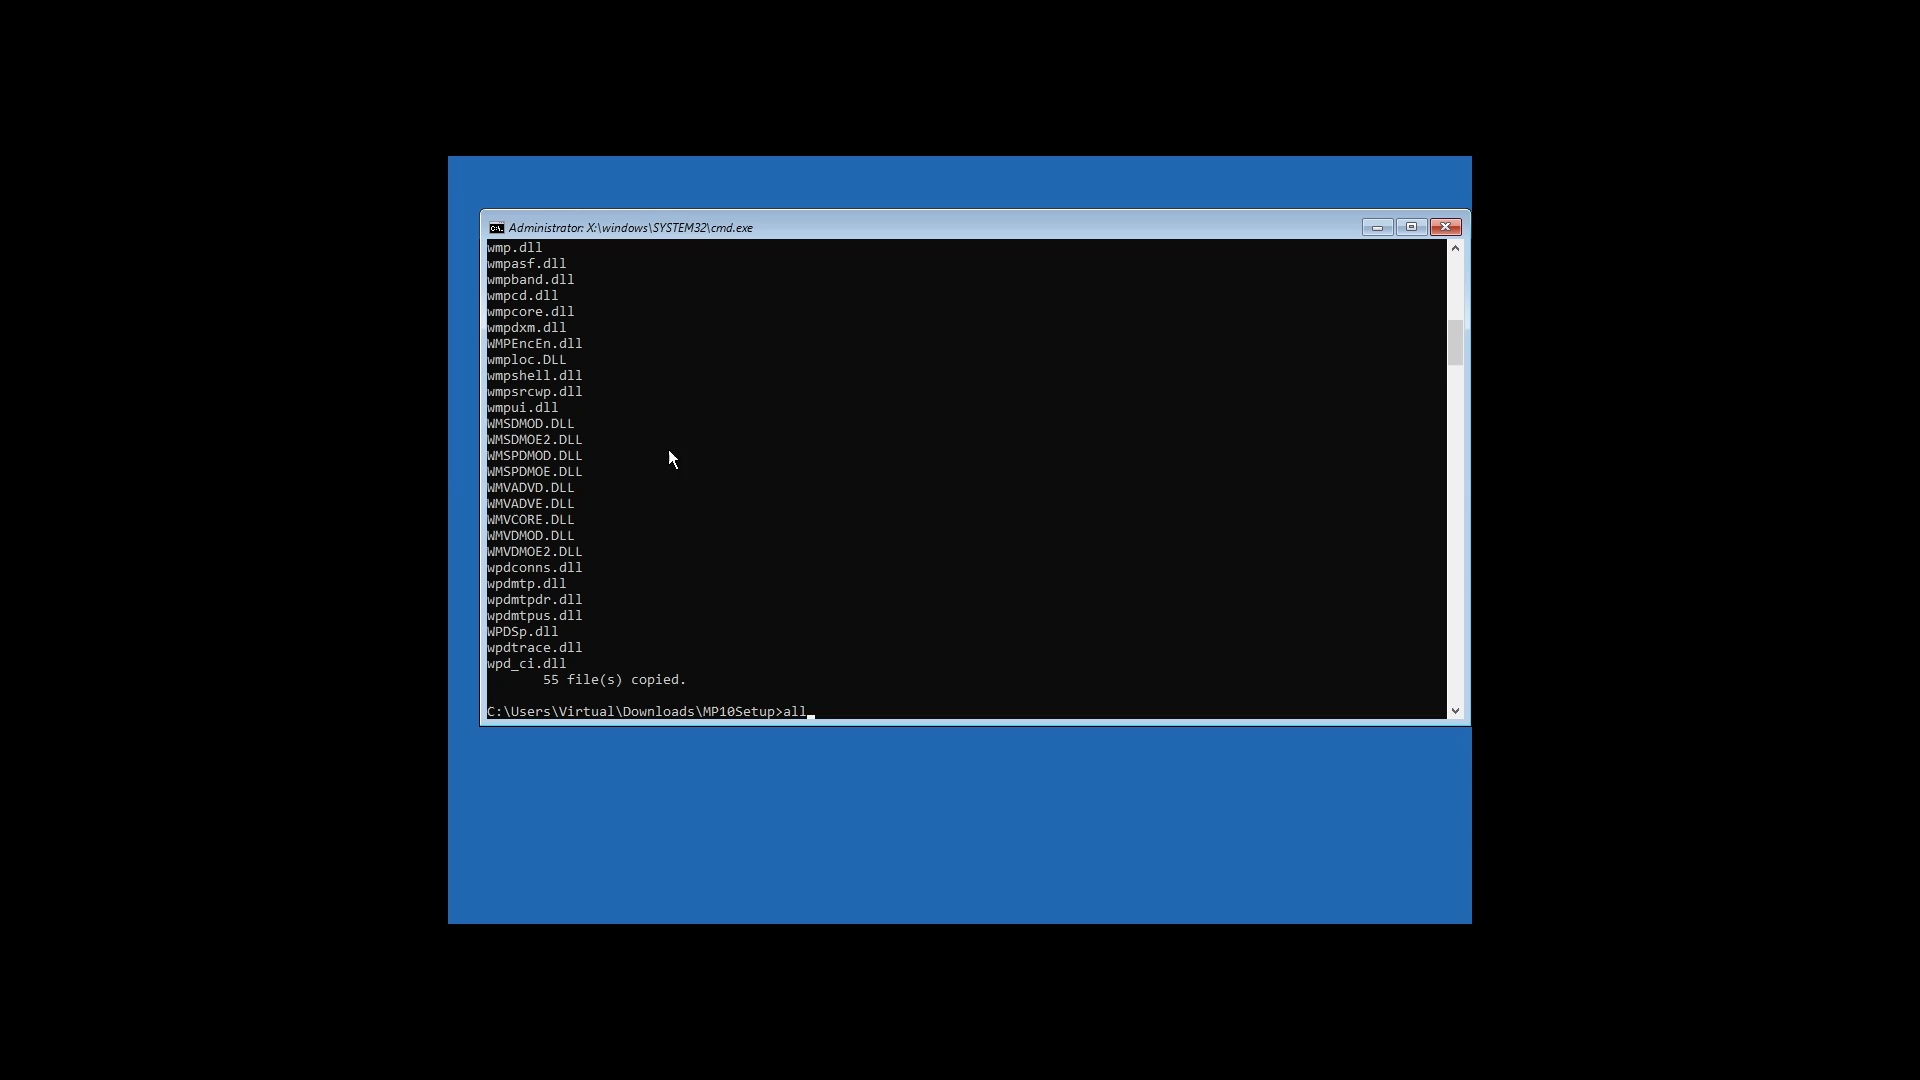 Administrator: X:\windows\SYSTEM32\cmd.exe
wmp.dll
wmpasf.dll
wmpband.dll
wmpcd.dll
wmpcore.dll
wmpdxm.dll
WMPEncEn.dll
wmploc.DLL
wmpshell.dll
wmpsrcwp.dll
wmpui.dll
WMSDMOD.DLL
WMSDMOE2.DLL
WMSPDMOD.DLL
WMSPDMOE.DLL
WMVADVD.DLL
WMVADVE.DLL
WMVCORE.DLL
WMVDMOD.DLL
WMVDMOE2.DLL
wpdconns.dll
wpdmtp.dll
wpdmtpdr.dll
wpdmtpus.dll
WPDSp.dll
wpdtrace.dll
wpd_ci.dll
55 file(s) copied.
C:\Users\Virtual\Downloads\MP10Setup>all